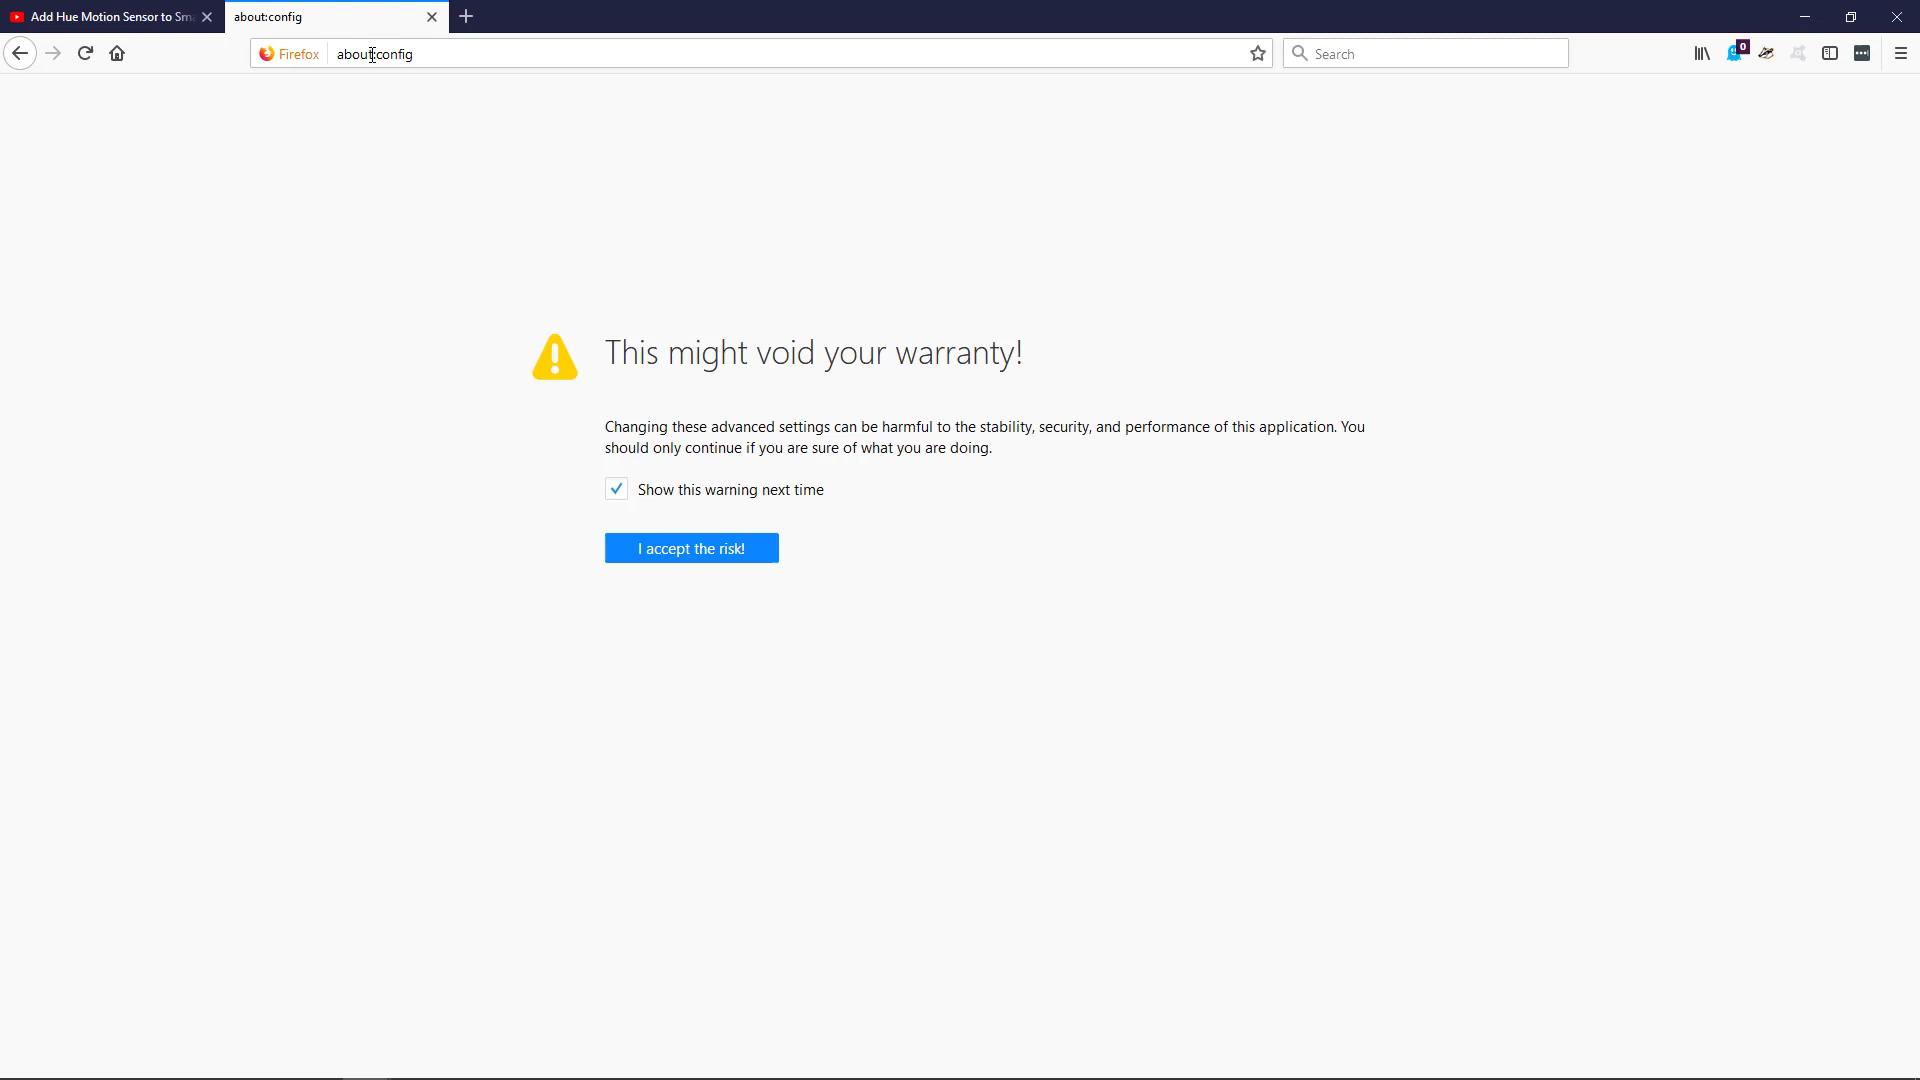 Add Hue Motion Sensor to Sma
about:config
Firefox
about:config
Search
0
This might void your warranty!
Changing these advanced settings can be harmful to the stability, security, and performance of this application. You
should only continue if you are sure of what you are doing.
Show this warning next time
I accept the risk!